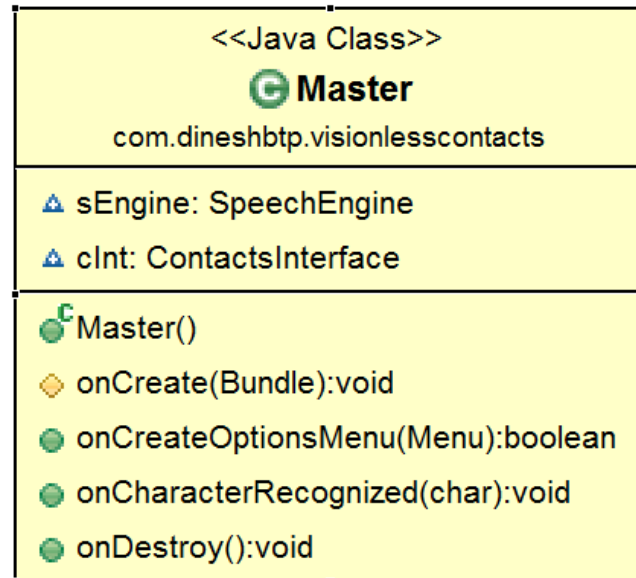 <<Java Class>>
C Master
com.dineshbtp.visionlesscontacts
sEngine: SpeechEngine
cInt: ContactsInterface
C Master()
onCreate(Bundle):void
onCreateOptionsMenu(Menu):boolean
onCharacterRecognized(char):void
onDestroy():void